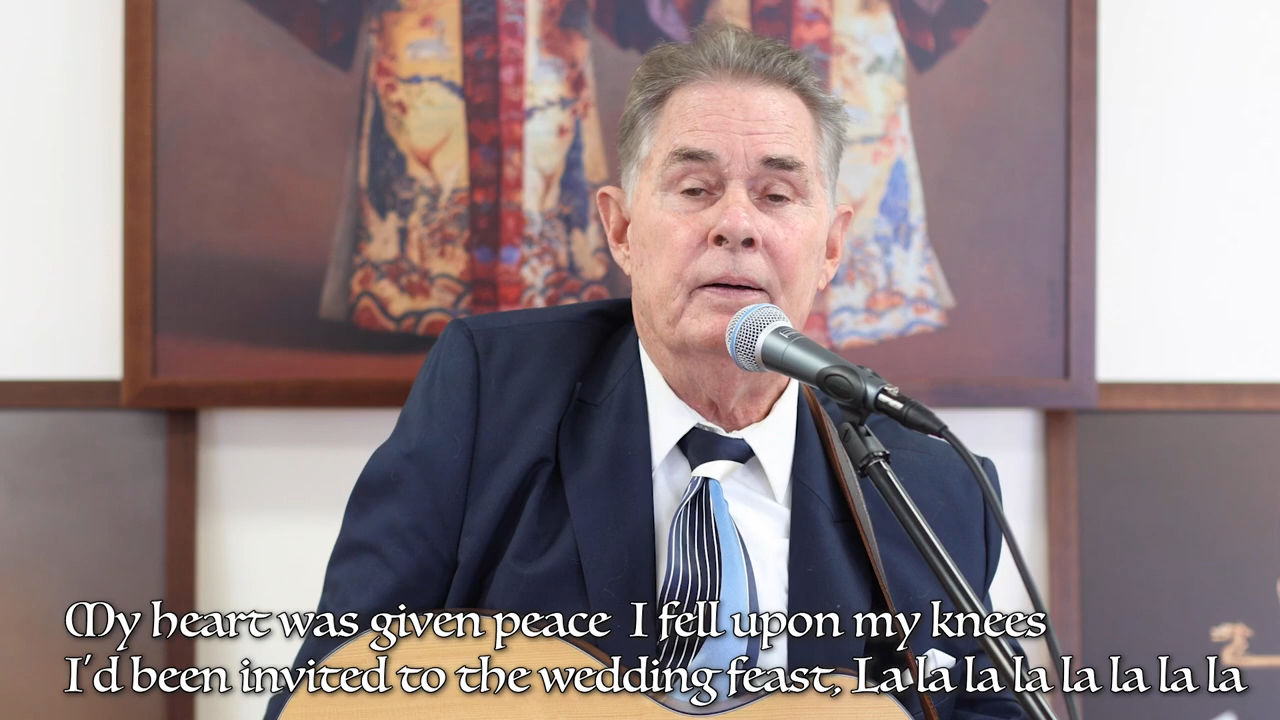 My heart was given peace I fell upon my knees
I'd been invited to the wedding feast, La la la la la la la la